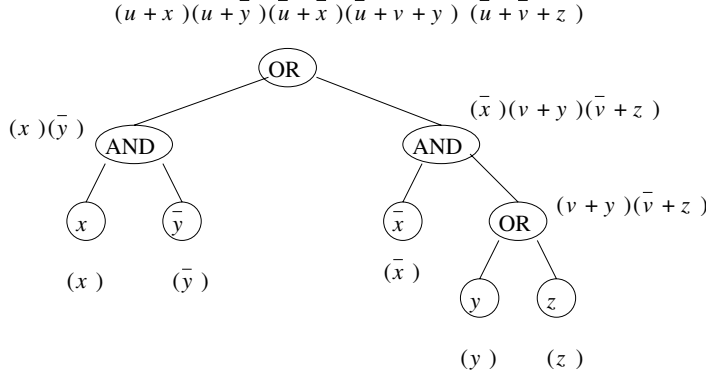 (u + x)(u + y̅)(u̅ + x̅)(u̅ + v + y) (u̅ + v̅ + z)
OR
(x)(y̅)
AND
(x̅)(v + y)(v̅ + z)
AND
x
y̅
x̅
OR
(v + y)(v̅ + z)
(x)
(y̅)
(x̅)
y
z
(y)
(z)